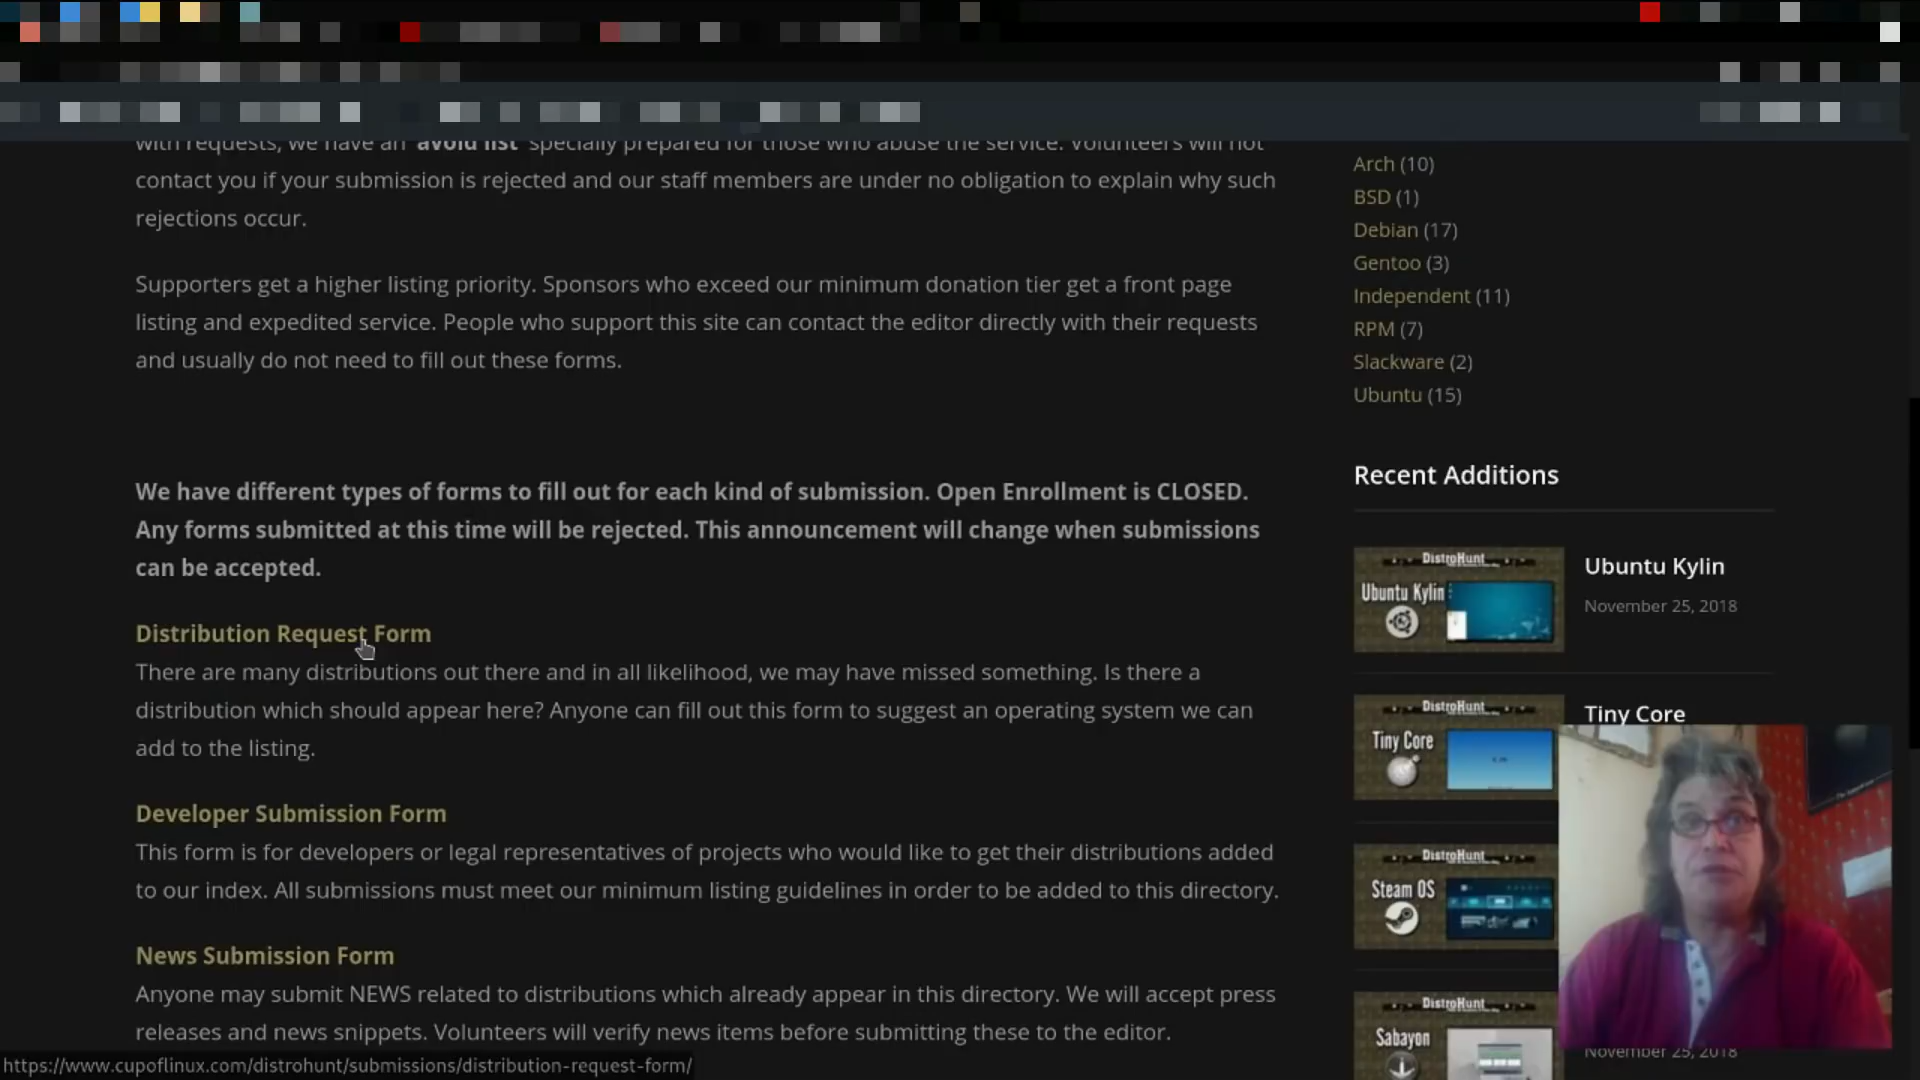 with requests, we have an "avoid list" specially prepared for those who abuse the service. Volunteers will not
contact you if your submission is rejected and our staff members are under no obligation to explain why such
rejections occur.
Supporters get a higher listing priority. Sponsors who exceed our minimum donation tier get a front page
listing and expedited service. People who support this site can contact the editor directly with their requests
and usually do not need to fill out these forms.
We have different types of forms to fill out for each kind of submission. Open Enrollment is CLOSED.
Any forms submitted at this time will be rejected. This announcement will change when submissions
can be accepted.
Distribution Request Form
There are many distributions out there and in all likelihood, we may have missed something. Is there a
distribution which should appear here? Anyone can fill out this form to suggest an operating system we can
add to the listing.
Developer Submission Form
This form is for developers or legal representatives of projects who would like to get their distributions added
to our index. All submissions must meet our minimum listing guidelines in order to be added to this directory.
News Submission Form
Anyone may submit NEWS related to distributions which already appear in this directory. We will accept press
releases and news snippets. Volunteers will verify news items before submitting these to the editor.
https://www.cupoflinux.com/distrohunt/submissions/distribution-request-form/
Arch (10)
BSD (1)
Debian (17)
Gentoo (3)
Independent (11)
RPM (7)
Slackware (2)
Ubuntu (15)
Recent Additions
DistroHunt
Ubuntu Kylin
Ubuntu Kylin
November 25, 2018
DistroHunt
Tiny Core
Tiny Core
DistroHunt
Steam OS
DistroHunt
Sabayon
November 25, 2018